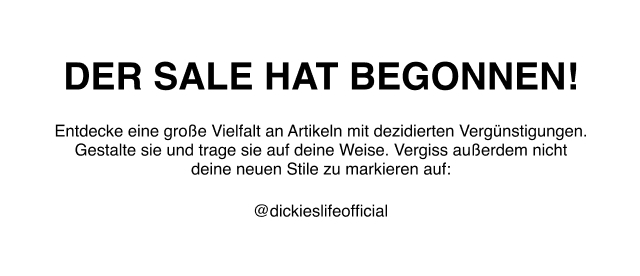 DER SALE HAT BEGONNEN!
Entdecke eine große Vielfalt an Artikeln mit dezidierten Vergünstigungen.
Gestalte sie und trage sie auf deine Weise. Vergiss außerdem nicht
deine neuen Stile zu markieren auf:
@dickieslifeofficial